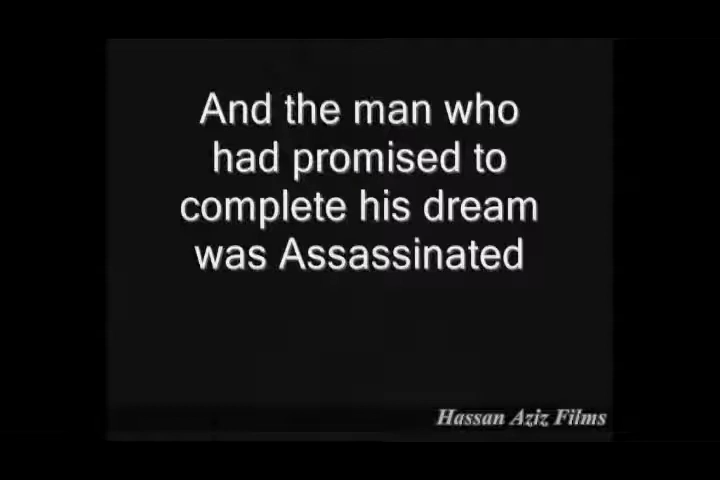 And the man who
had promised to
complete his dream
was Assassinated
Hassan Aziz Films